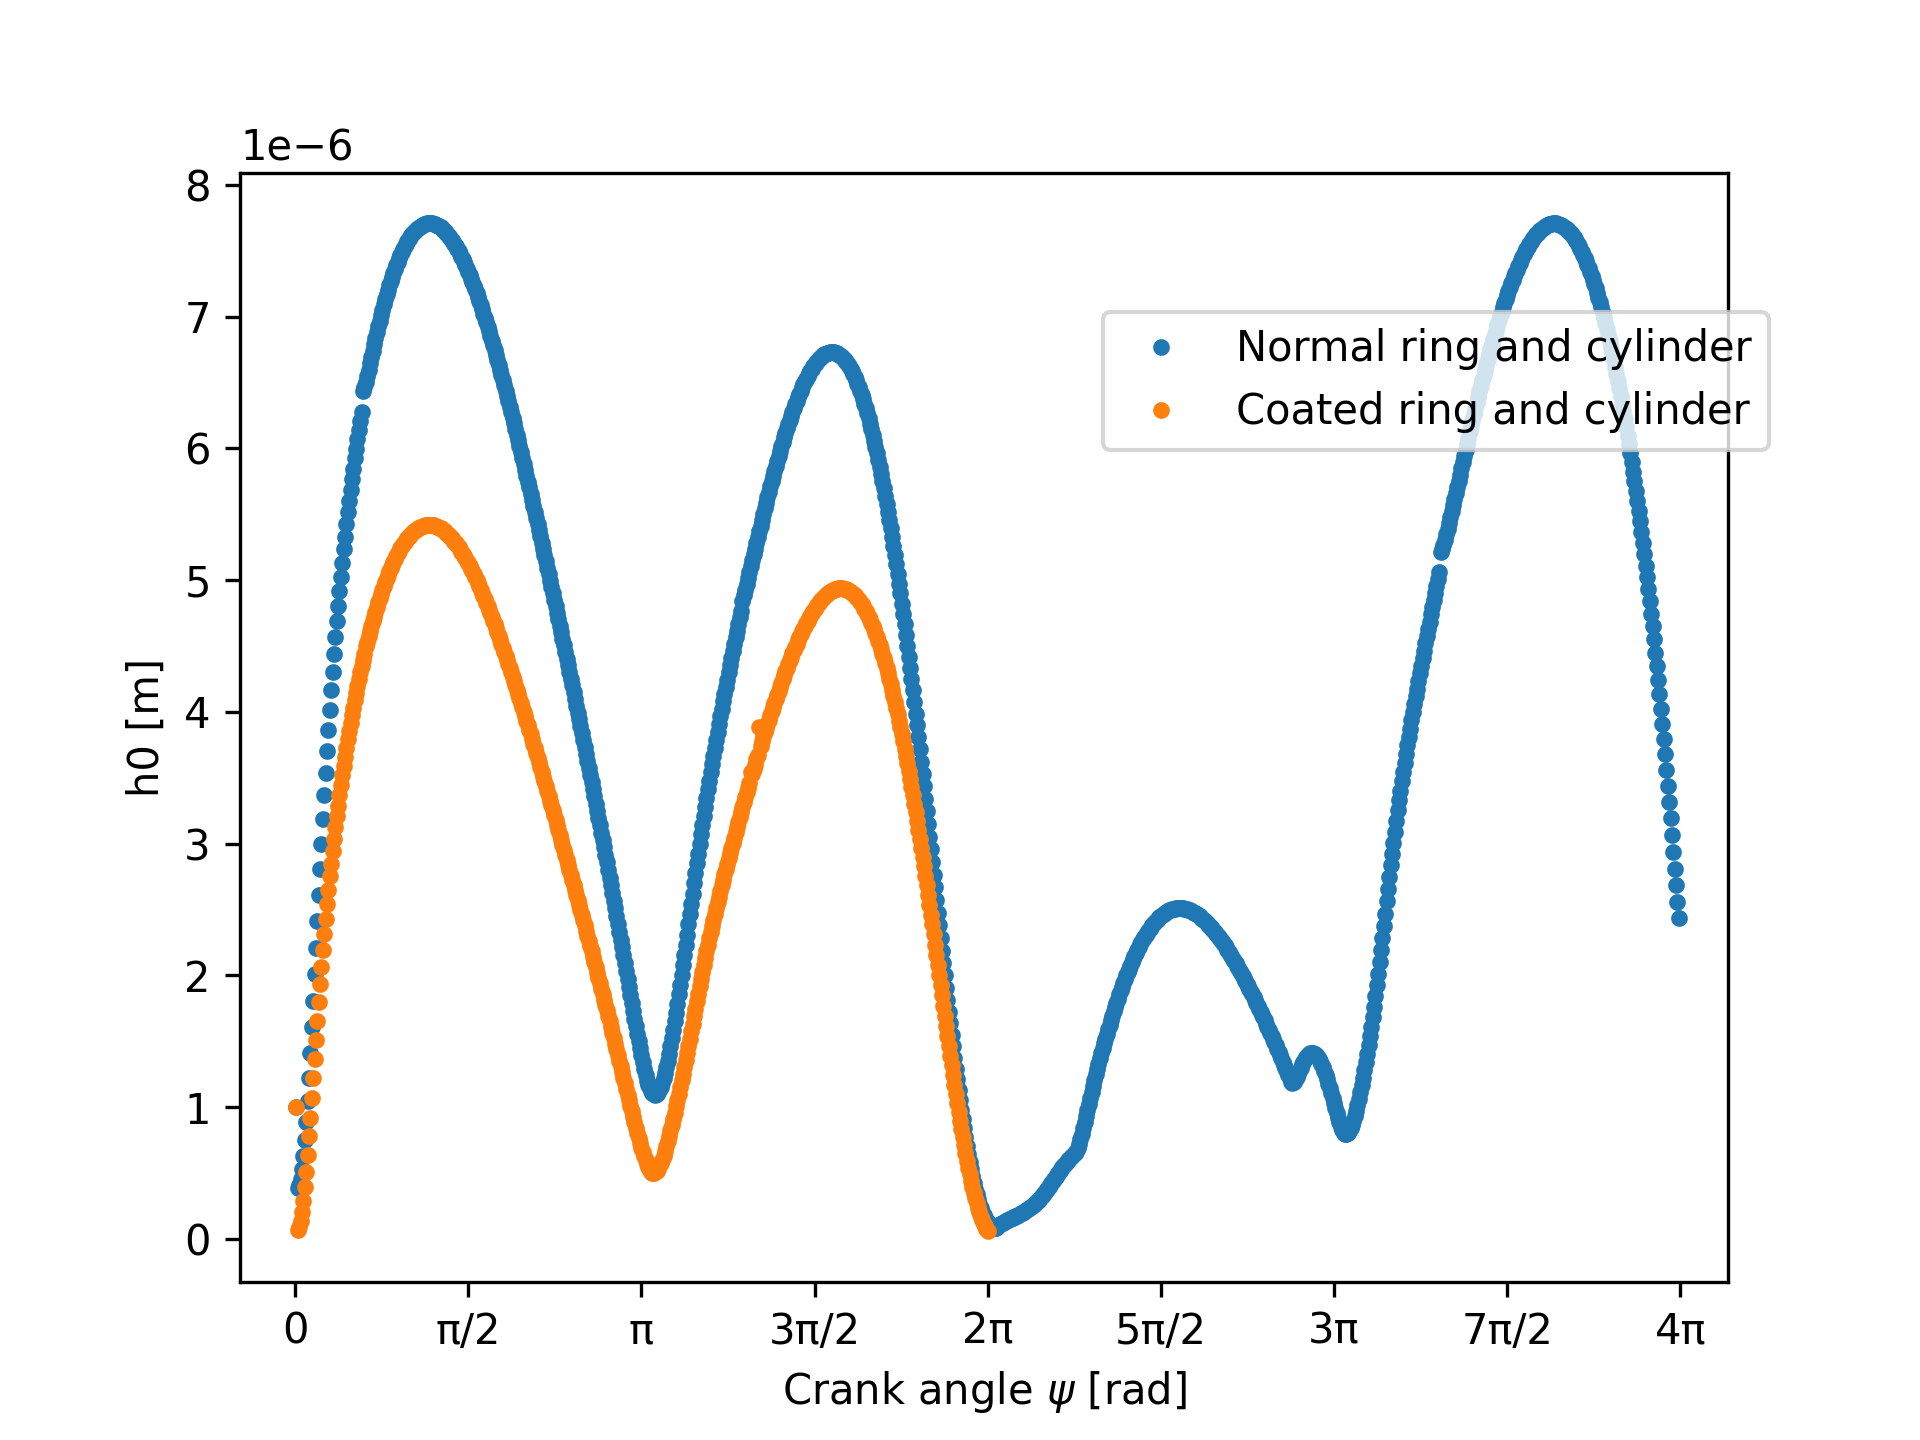 1e−6
8
7
6
5
4
3
2
1
0
h0 [m]
Normal ring and cylinder
Coated ring and cylinder
0 π/2 π 3π/2 2π 5π/2 3π 7π/2 4π
Crank angle ψ [rad]